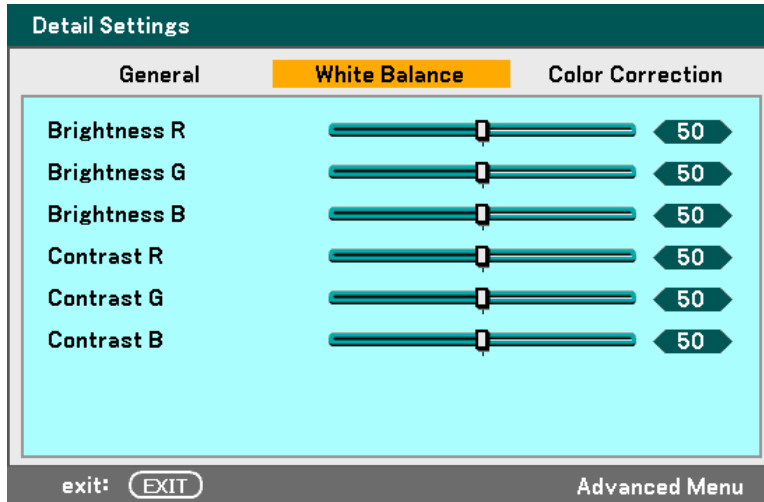 Detail Settings
General White Balance Color Correction
Brightness R 50
Brightness G 50
Brightness B 50
Contrast R 50
Contrast G 50
Contrast B 50
exit: EXIT Advanced Menu